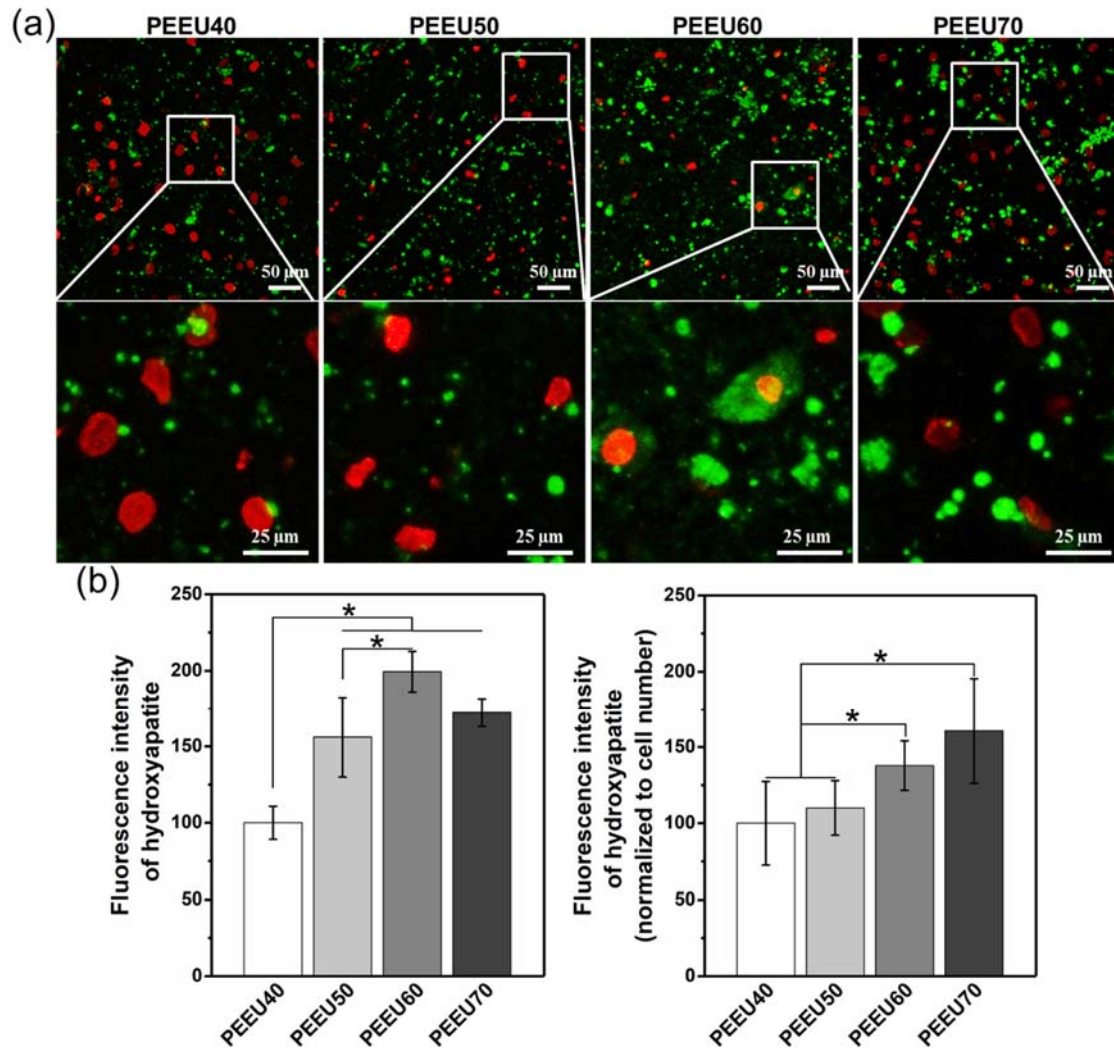 (a)
PEEU40 PEEU50 PEEU60 PEEU70
50 µm 50 µm 50 µm 50 µm
25 µm 25 µm 25 µm 25 µm
(b)
Fluorescence intensity
of hydroxyapatite
250
200
150
100
50
0
*
*
PEEU40
PEEU50
PEEU60
PEEU70
Fluorescence intensity
of hydroxyapatite
(normalized to cell number)
250
200
150
100
50
0
*
*
PEEU40
PEEU50
PEEU60
PEEU70